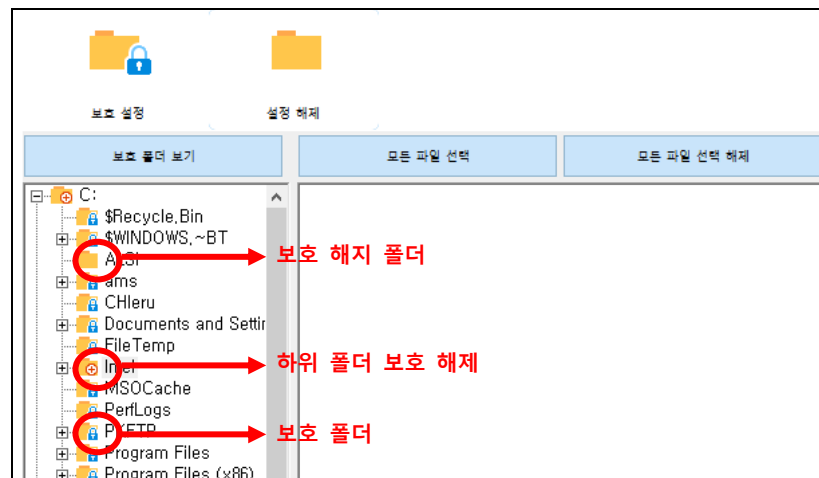 보호 설정
설정 해제
보호 폴더 보기
모든 파일 선택
모든 파일 선택 해제
C:
$Recycle.Bin
$WINDOWS.~BT
보호 해지 폴더
ams
CHleru
Documents and Settin
FileTemp
Intel
하위 폴더 보호 해제
MSOCache
PerfLogs
보호 폴더
Program Files
Program Files (x86)